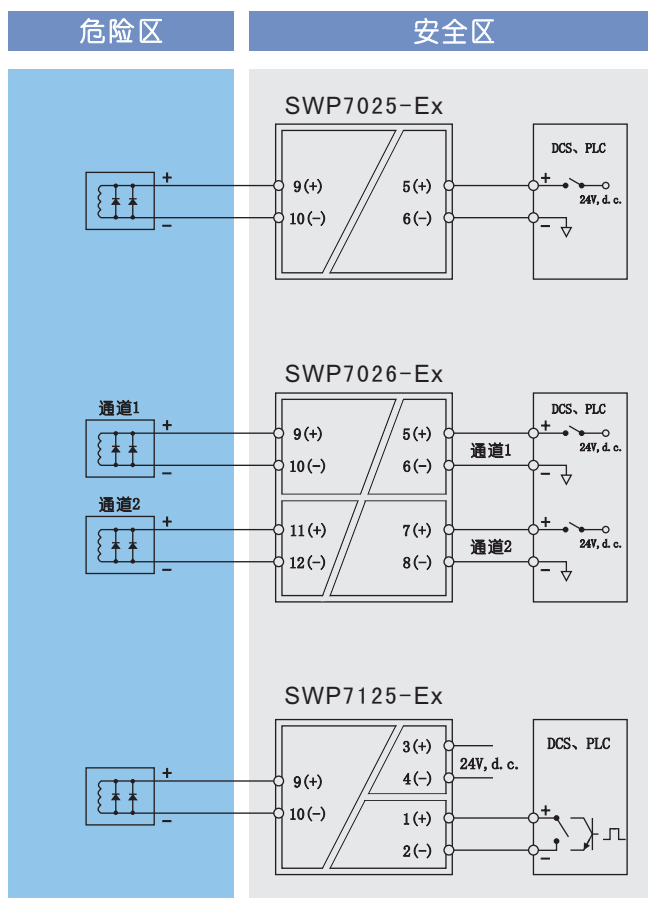 危险区
安全区
SWP7025-Ex
DCS、PLC
+
9(+)
5(+)
+
24V, d. c.
10(-)
6(-)
-
-
SWP7026-Ex
通道1
DCS、PLC
+
9(+)
5(+)
通道1
+
24V, d. c.
10(-)
6(-)
-
-
通道2
+
11(+)
7(+)
通道2
+
24V, d. c.
12(-)
8(-)
-
-
SWP7125-Ex
3(+)
24V, d. c.
DCS、PLC
4(-)
+
9(+)
10(-)
-
1(+)
+
2(-)
-